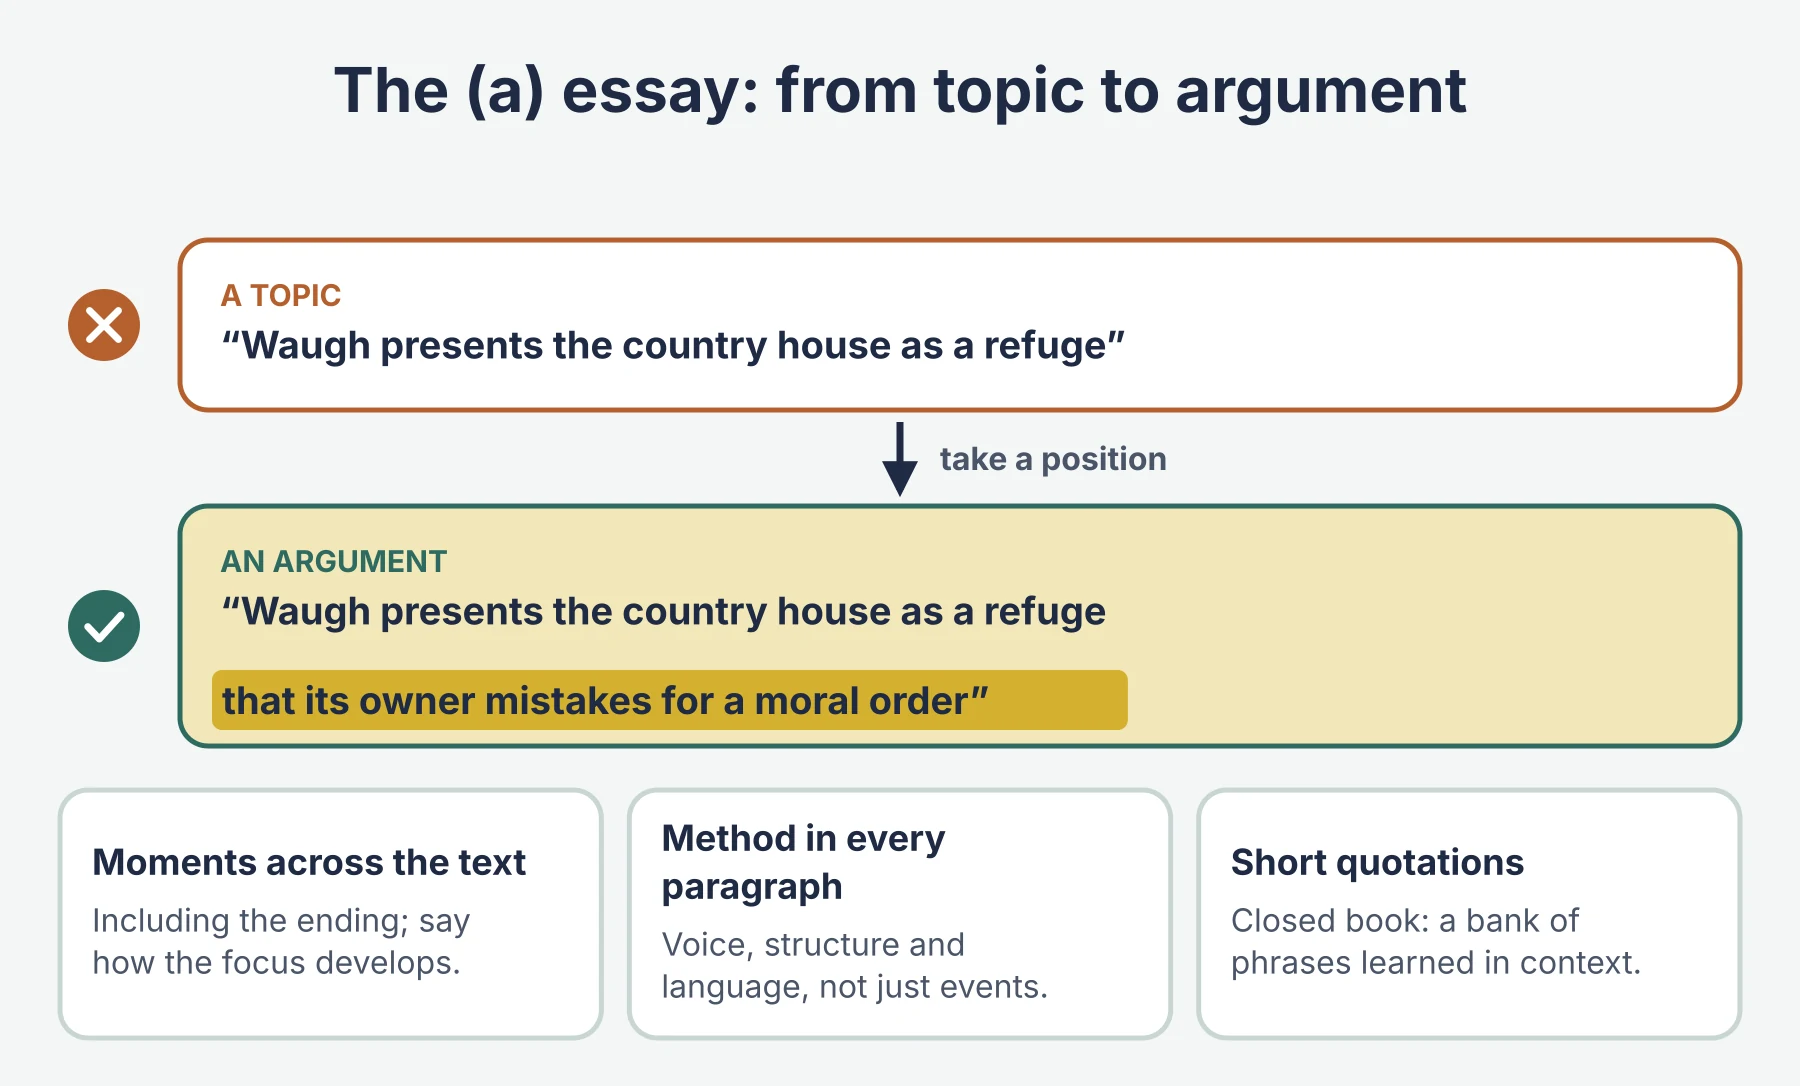 The (a) essay: from topic to argument
A TOPIC
“Waugh presents the country house as a refuge”
take a position
AN ARGUMENT
“Waugh presents the country house as a refuge
that its owner mistakes for a moral order”
Moments across the text
Including the ending; say
how the focus develops.
Method in every
paragraph
Voice, structure and
language, not just events.
Short quotations
Closed book: a bank of
phrases learned in context.